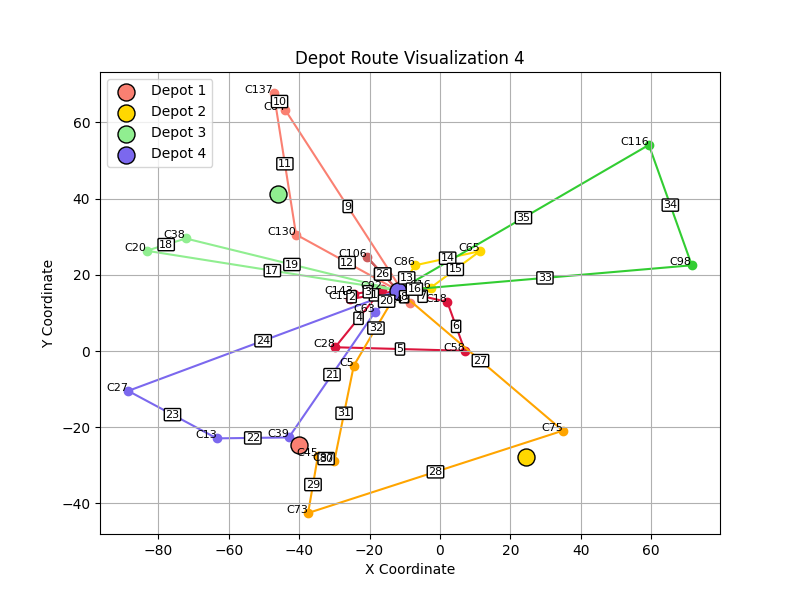 Depot Route Visualization 4
Depot 1
Depot 2
Depot 3
Depot 4
C137
10
11
9
C130
12
C106
26
C116
35
34
C98
33
C38
C20
18
19
17
C86
C65
14
15
13
16
C18
6
C58
5
C28
4
C143
2
3
20
C63
32
C5
21
24
27
C27
23
C13
22
C39
C45
31
30
29
C73
28
C75
60
40
20
0
−20
−40
−80
−60
−40
−20
0
20
40
60
Y Coordinate
X Coordinate